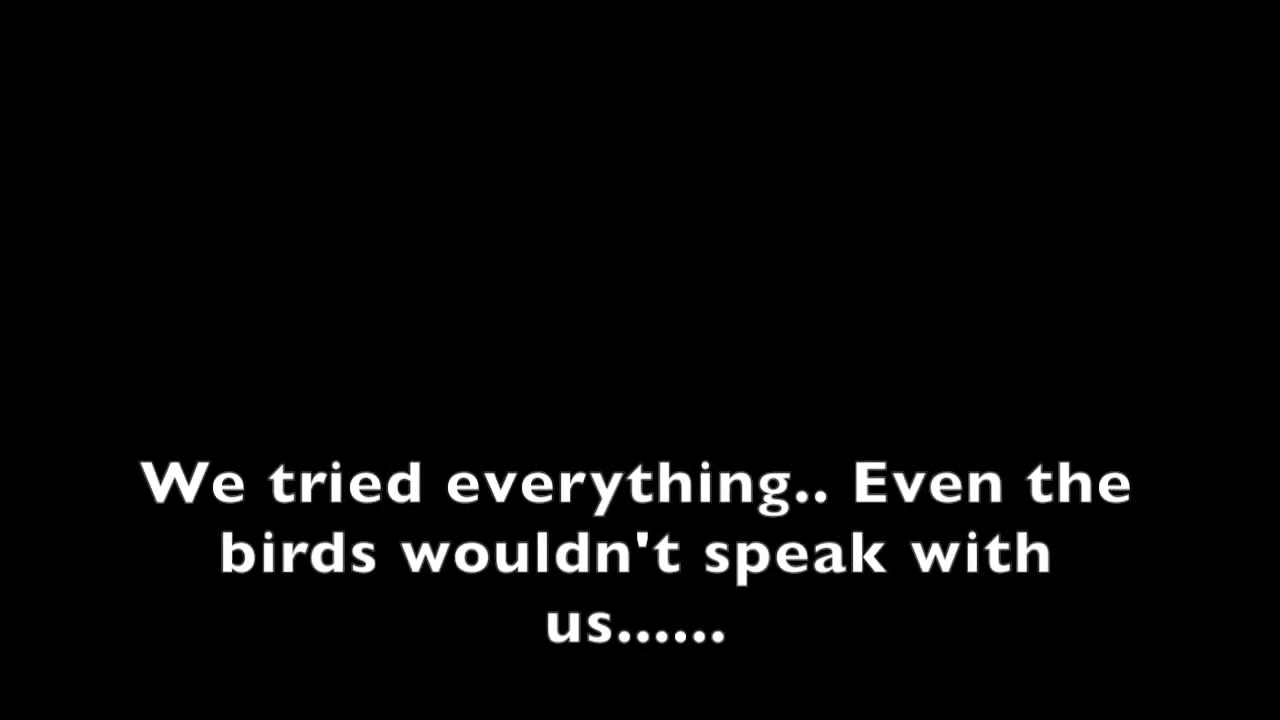 We tried everything.. Even the
birds wouldn't speak with
us......